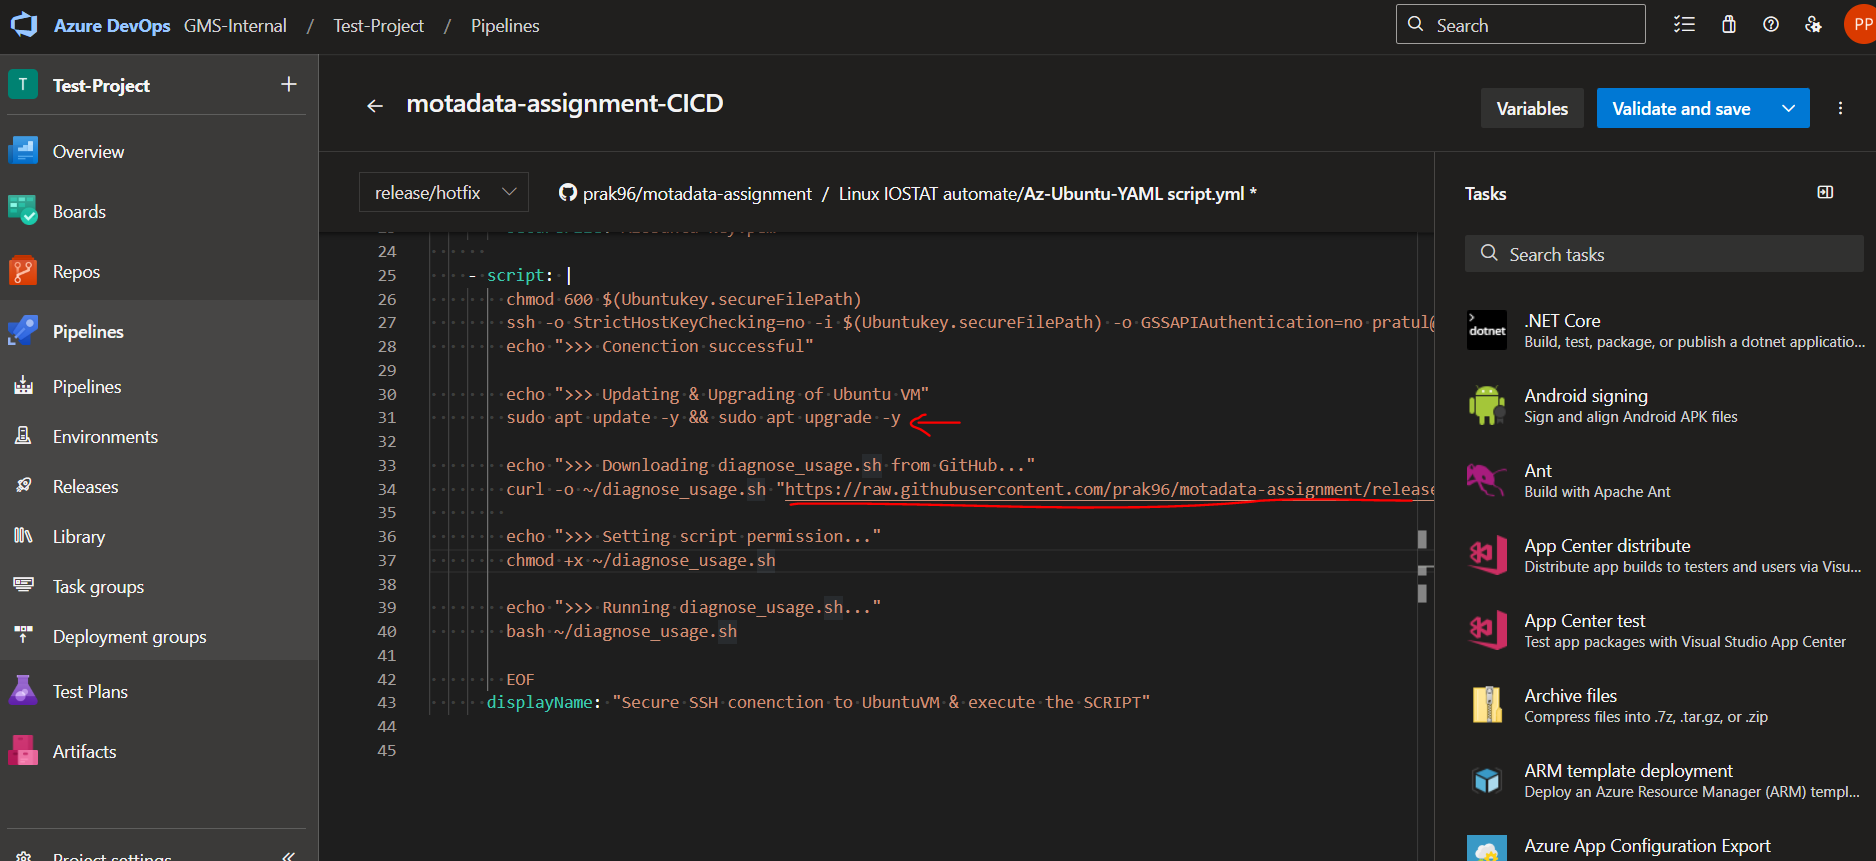 Azure DevOps GMS-Internal / Test-Project / Pipelines
Search
PP
T Test-Project +
Overview
Boards
Repos
Pipelines
Pipelines
Environments
Releases
Library
Task groups
Deployment groups
Test Plans
Artifacts
Project settings
motadata-assignment-CICD
Variables
Validate and save
release/hotfix
prak96/motadata-assignment / Linux IOSTAT automate/Az-Ubuntu-YAML script.yml *
24
25 - script: |
26 chmod 600 $(Ubuntukey.secureFilePath)
27 ssh -o StrictHostKeyChecking=no -i $(Ubuntukey.secureFilePath) -o GSSAPIAuthentication=no pratul@
28 echo ">>> Conenction successful"
29
30 echo ">>> Updating & Upgrading of Ubuntu VM"
31 sudo apt update -y && sudo apt upgrade -y
32
33 echo ">>> Downloading diagnose_usage.sh from GitHub..."
34 curl -o ~/diagnose_usage.sh "https://raw.githubusercontent.com/prak96/motadata-assignment/release
35
36 echo ">>> Setting script permission..."
37 chmod +x ~/diagnose_usage.sh
38
39 echo ">>> Running diagnose_usage.sh..."
40 bash ~/diagnose_usage.sh
41
42 EOF
43 displayName: "Secure SSH conenction to UbuntuVM & execute the SCRIPT"
44
45
Tasks
Search tasks
dotnet
.NET Core
Build, test, package, or publish a dotnet applicatio...
Android signing
Sign and align Android APK files
Ant
Build with Apache Ant
App Center distribute
Distribute app builds to testers and users via Visu...
App Center test
Test app packages with Visual Studio App Center
Archive files
Compress files into .7z, .tar.gz, or .zip
ARM template deployment
Deploy an Azure Resource Manager (ARM) templ...
Azure App Configuration Export